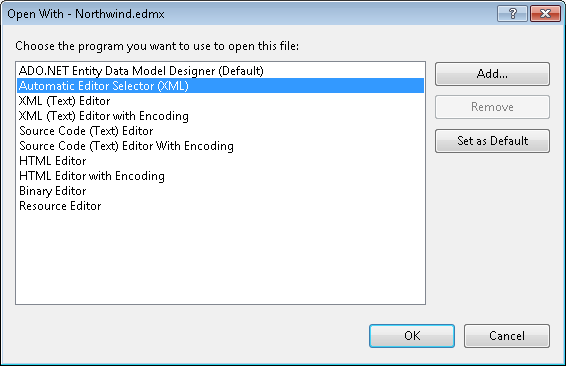 Open With - Northwind.edmx
Choose the program you want to use to open this file:
ADO.NET Entity Data Model Designer (Default)
Automatic Editor Selector (XML)
XML (Text) Editor
XML (Text) Editor with Encoding
Source Code (Text) Editor
Source Code (Text) Editor With Encoding
HTML Editor
HTML Editor with Encoding
Binary Editor
Resource Editor
Add...
Remove
Set as Default
OK
Cancel